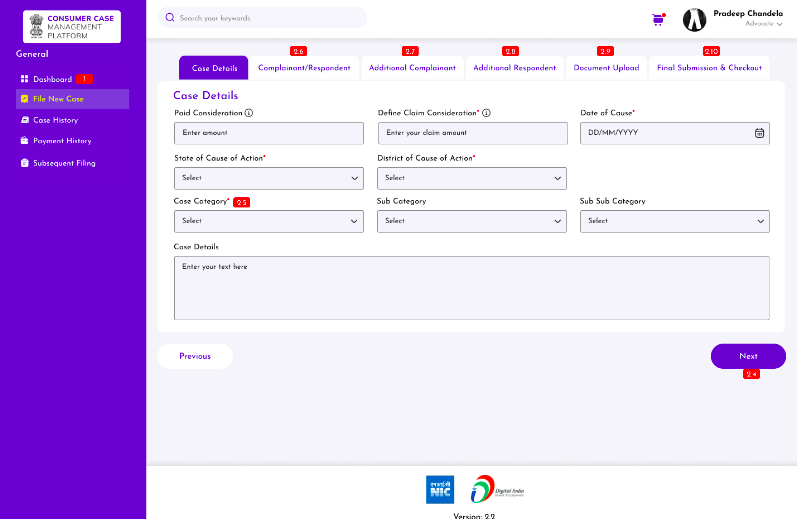 CONSUMER CASE
MANAGEMENT
PLATFORM
General
Dashboard 1
File New Case
Case History
Payment History
Subsequent Filing
Search your keywords
Pradeep Chandela
Advocate
2.6 2.7 2.8 2.9 2.10
Case Details Complainant/Respondent Additional Complainant Additional Respondent Document Upload Final Submission & Checkout
Case Details
Paid Consideration Define Claim Consideration* Date of Cause*
Enter amount Enter your claim amount DD/MM/YYYY
State of Cause of Action* District of Cause of Action*
Select Select
Case Category* 2.5 Sub Category Sub Sub Category
Select Select Select
Case Details
Enter your text here
Previous Next
2.4
एनआईसी
NIC
Digital India
Version: 2.2